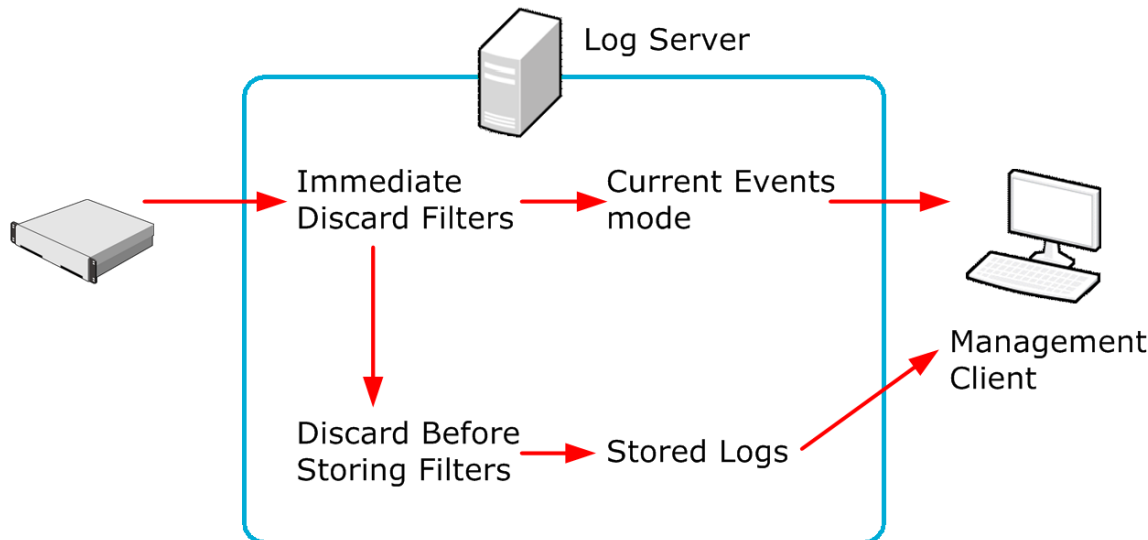 Log Server
Immediate
Discard Filters
Current Events
mode
Management
Client
Discard Before
Storing Filters
Stored Logs